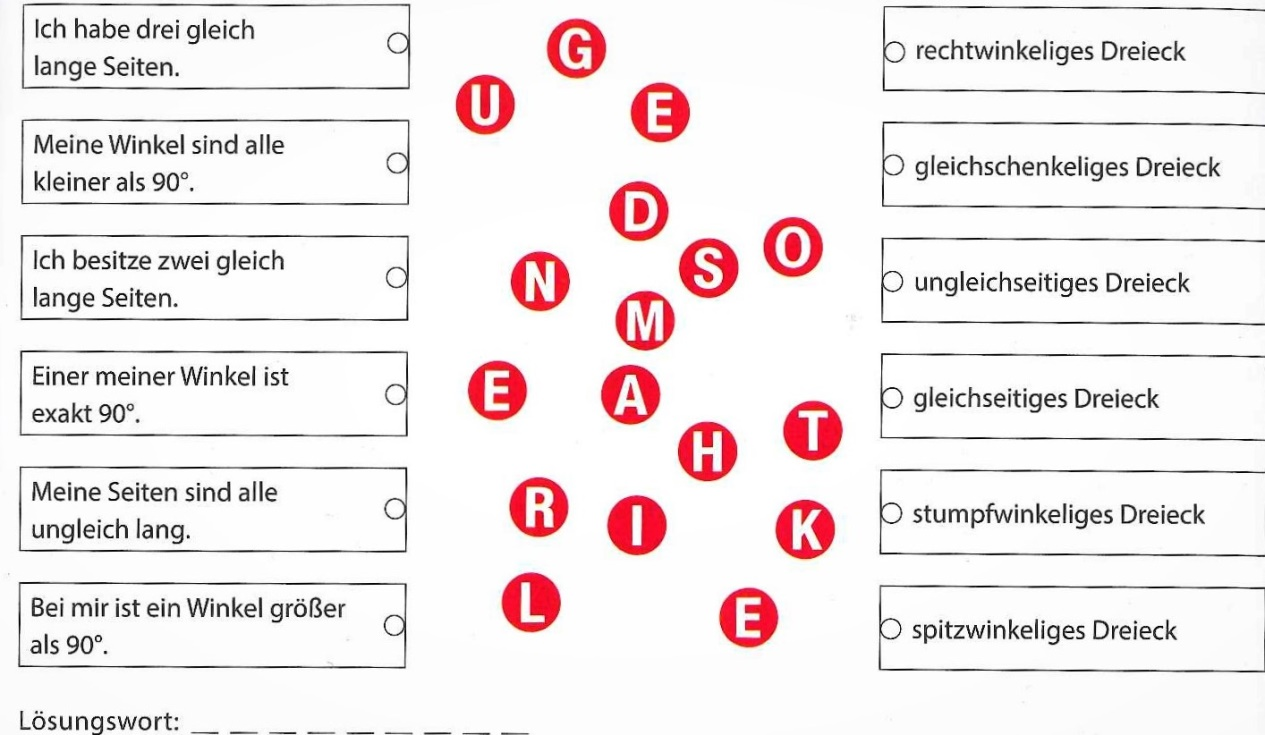 Ich habe drei gleich
lange Seiten.
Meine Winkel sind alle
kleiner als 90°.
Ich besitze zwei gleich
lange Seiten.
Einer meiner Winkel ist
exakt 90°.
Meine Seiten sind alle
ungleich lang.
Bei mir ist ein Winkel größer
als 90°.
G
U
E
D
O
S
N
M
E
A
T
H
R
I
K
L
E
rechtwinkeliges Dreieck
gleichschenkeliges Dreieck
ungleichseitiges Dreieck
gleichseitiges Dreieck
stumpfwinkeliges Dreieck
spitzwinkeliges Dreieck
Lösungswort: _ _ _ _ _ _ _ _ _